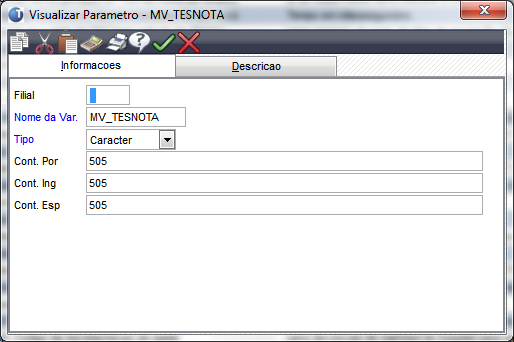 Visualizar Parametro - MV_TESNOTA
Informacoes
Descricao
Filial
Nome da Var. MV_TESNOTA
Tipo Caracter
Cont. Por 505
Cont. Ing 505
Cont. Esp 505